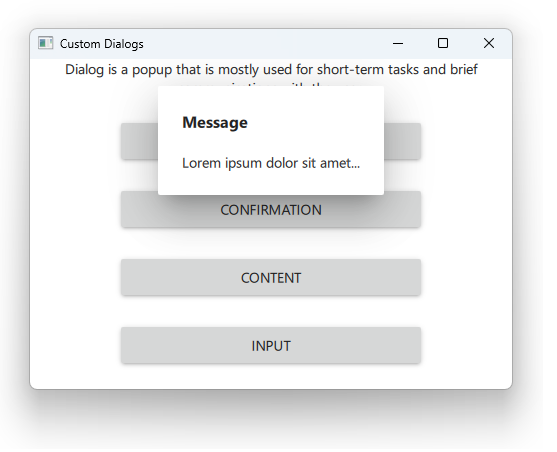 Custom Dialogs
Dialog is a popup that is mostly used for short-term tasks and brief
Message
Lorem ipsum dolor sit amet...
CONFIRMATION
CONTENT
INPUT